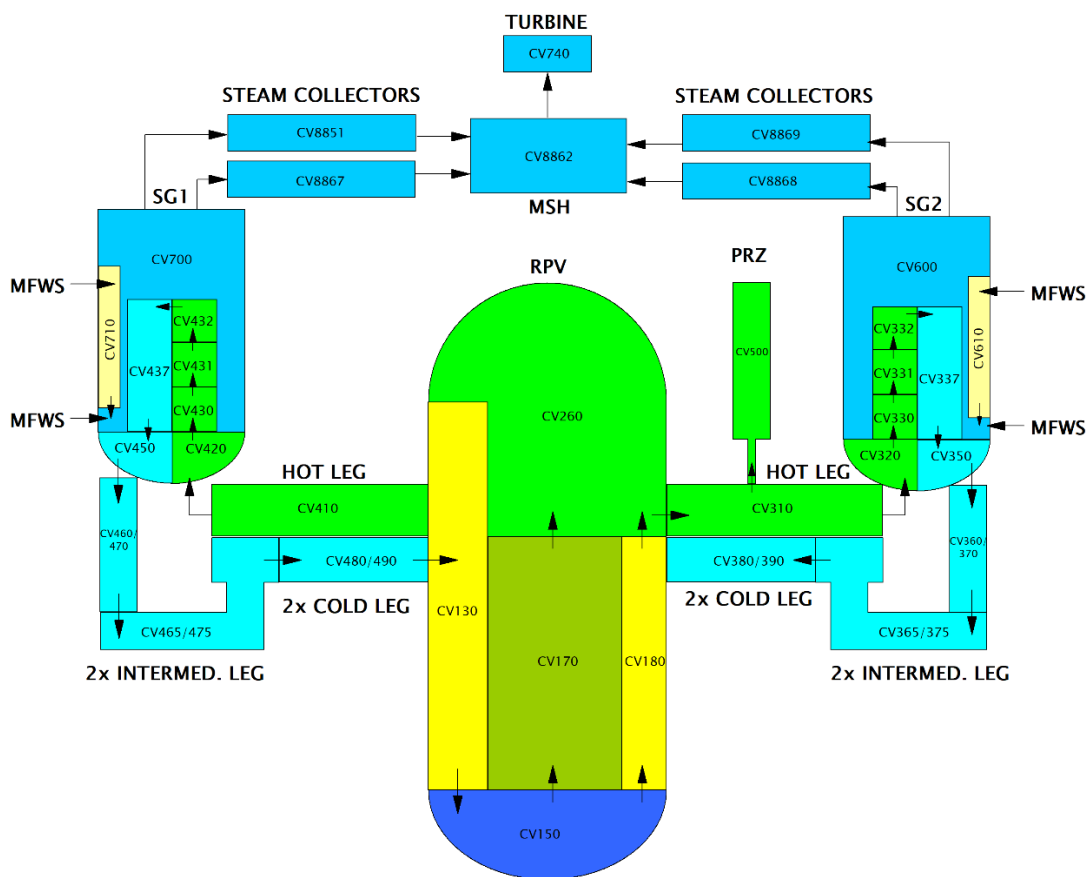 TURBINE
CV740
STEAM COLLECTORS
STEAM COLLECTORS
CV8851
CV8862
CV8869
CV8867
CV8868
SG1
MSH
SG2
CV700
RPV
PRZ
CV600
MFWS
MFWS
CV710
CV432
CV431
CV430
CV437
MFWS
CV450
CV420
CV500
CV332
CV331
CV330
CV337
CV610
MFWS
CV320
CV350
CV260
HOT LEG
HOT LEG
CV410
CV310
CV460/
470
CV480/490
CV380/390
CV360/
370
CV130
2x COLD LEG
2x COLD LEG
CV465/475
CV365/375
CV170
CV180
2x INTERMED. LEG
2x INTERMED. LEG
CV150